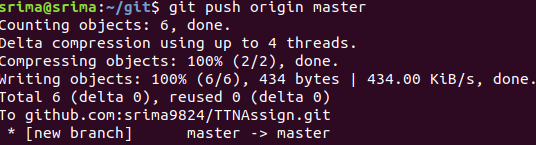 srima@srima:~/git$ git push origin master
Counting objects: 6, done.
Delta compression using up to 4 threads.
Compressing objects: 100% (2/2), done.
Writing objects: 100% (6/6), 434 bytes | 434.00 KiB/s, done.
Total 6 (delta 0), reused 0 (delta 0)
To github.com:srima9824/TTNAssign.git
 * [new branch]      master -> master